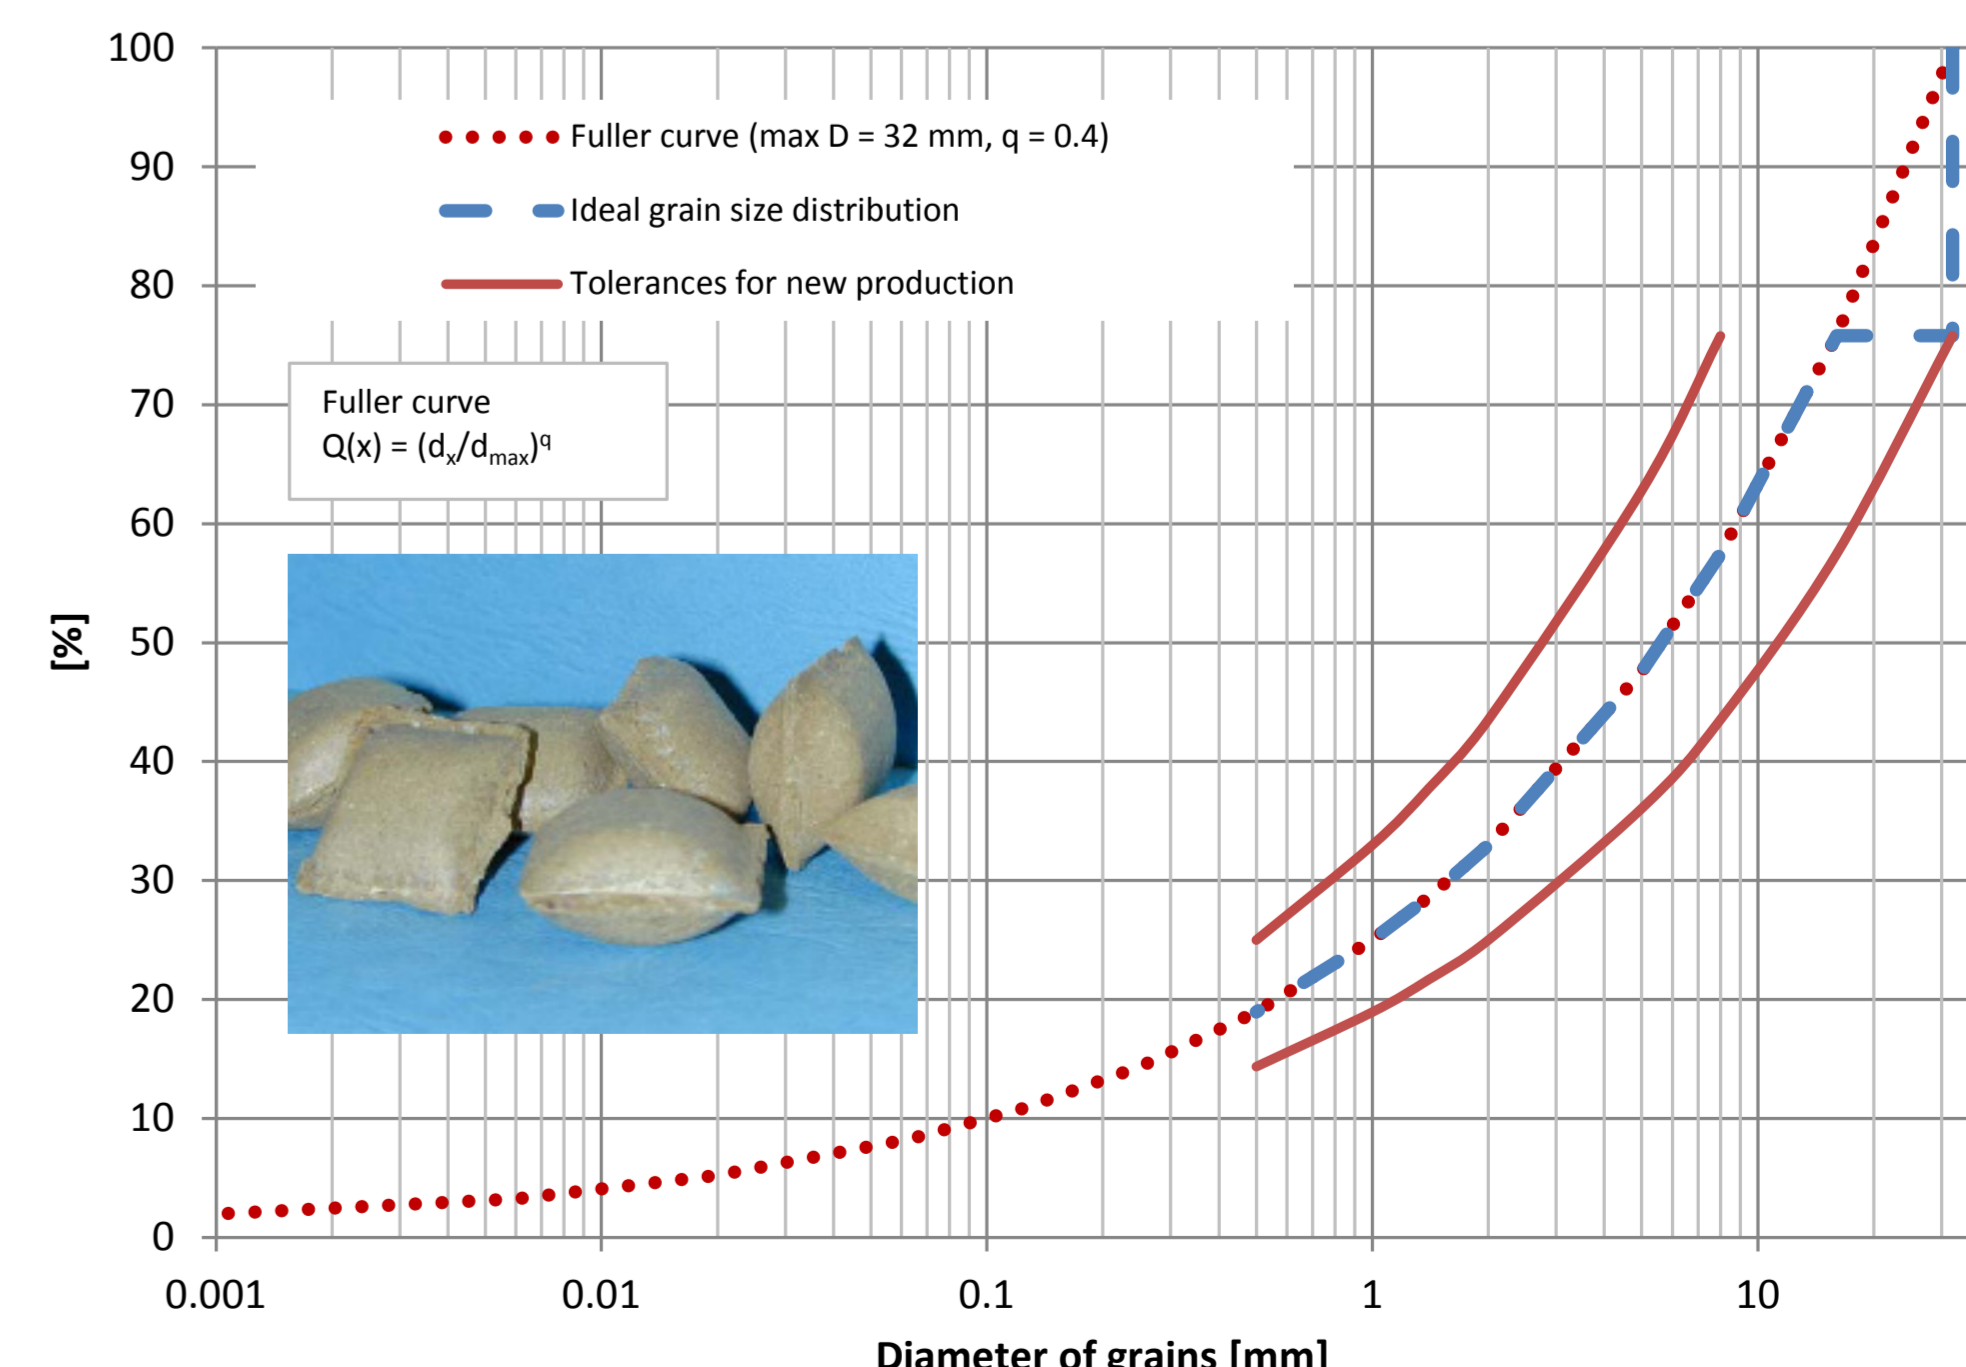 100
Fuller curve (max D = 32 mm, q = 0.4)
90
Ideal grain size distribution
80
Tolerances for new production
Fuller curve
70
Q(x) = (dₓ/dₘₐₓ)^q
60
[%]
50
40
30
20
10
0
0.001 0.01 0.1 1 10
Diameter of grains [mm]